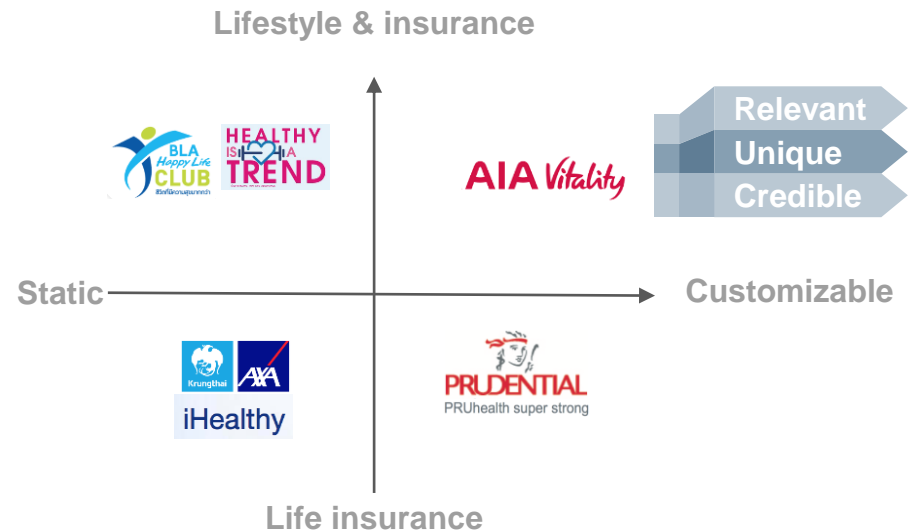 Lifestyle & insurance
Relevant
Unique
Credible
BLA
Happy Life
CLUB
HEALTHY
IS A
TREND
AIA Vitality
Static
Customizable
Krungthai
AXA
iHealthy
PRUDENTIAL
PRUhealth super strong
Life insurance